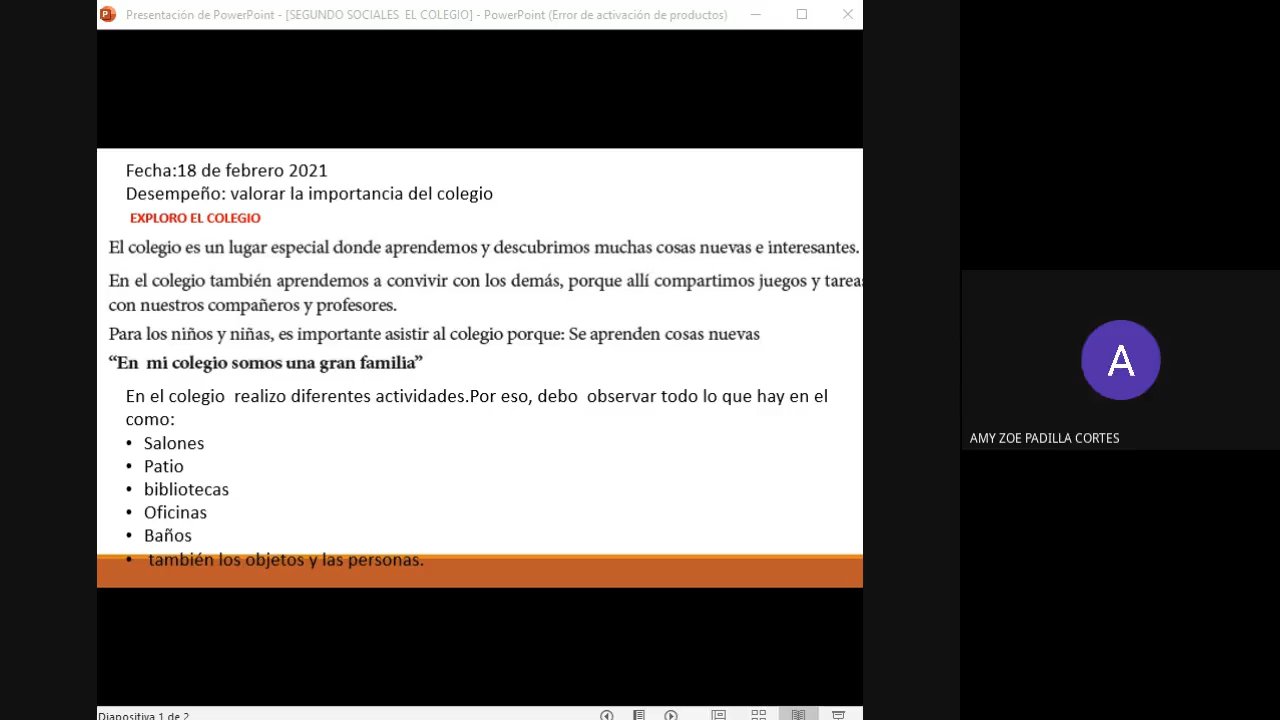 Presentación de PowerPoint - [SEGUNDO SOCIALES EL COLEGIO] - PowerPoint (Error de activación de productos)
Fecha:18 de febrero 2021
Desempeño: valorar la importancia del colegio
EXPLORO EL COLEGIO
El colegio es un lugar especial donde aprendemos y descubrimos muchas cosas nuevas e interesantes.
En el colegio también aprendemos a convivir con los demás, porque allí compartimos juegos y tareas
con nuestros compañeros y profesores.
Para los niños y niñas, es importante asistir al colegio porque: Se aprenden cosas nuevas
“En mi colegio somos una gran familia”
En el colegio realizo diferentes actividades.Por eso, debo observar todo lo que hay en el
como:
• Salones
• Patio
• bibliotecas
• Oficinas
• Baños
• también los objetos y las personas.
A
AMY ZOE PADILLA CORTES
Diapositiva 1 de 2